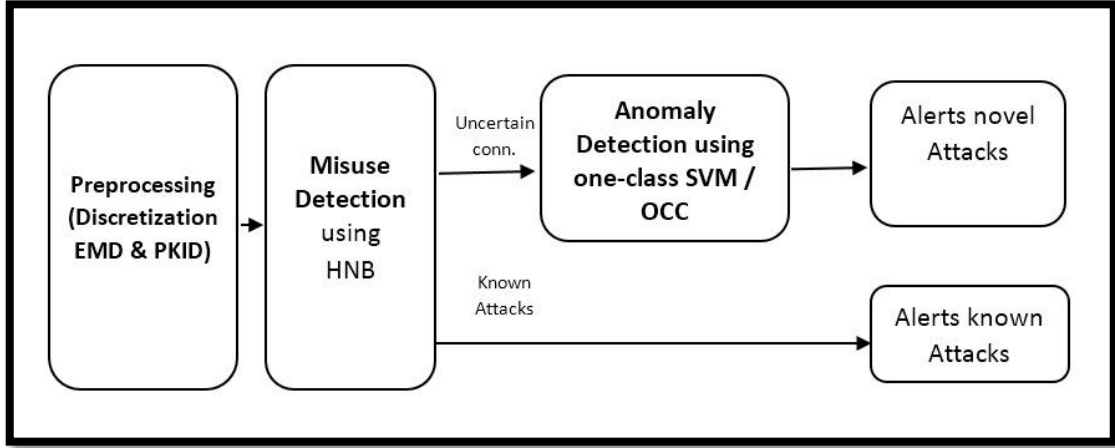 Preprocessing
(Discretization
EMD & PKID)
Misuse
Detection
using
HNB
Uncertain
conn.
Anomaly
Detection using
one-class SVM /
OCC
Alerts novel
Attacks
Known
Attacks
Alerts known
Attacks